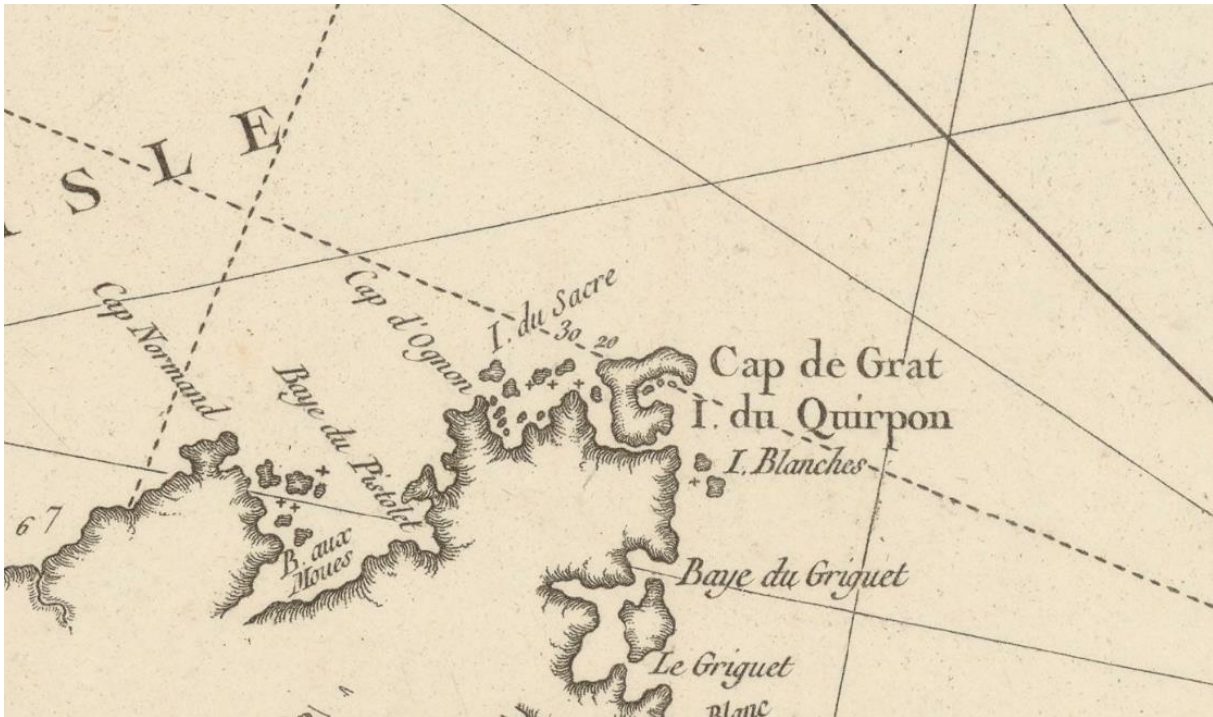 SLE
Cap Normand
Baye du Pistolet
Cap d'Ognon
I. du Sacre
30 20
Cap de Grat
I. du Quirpon
I. Blanches
67
B. aux
Moues
Baye du Griguet
Le Griguet
Blanc